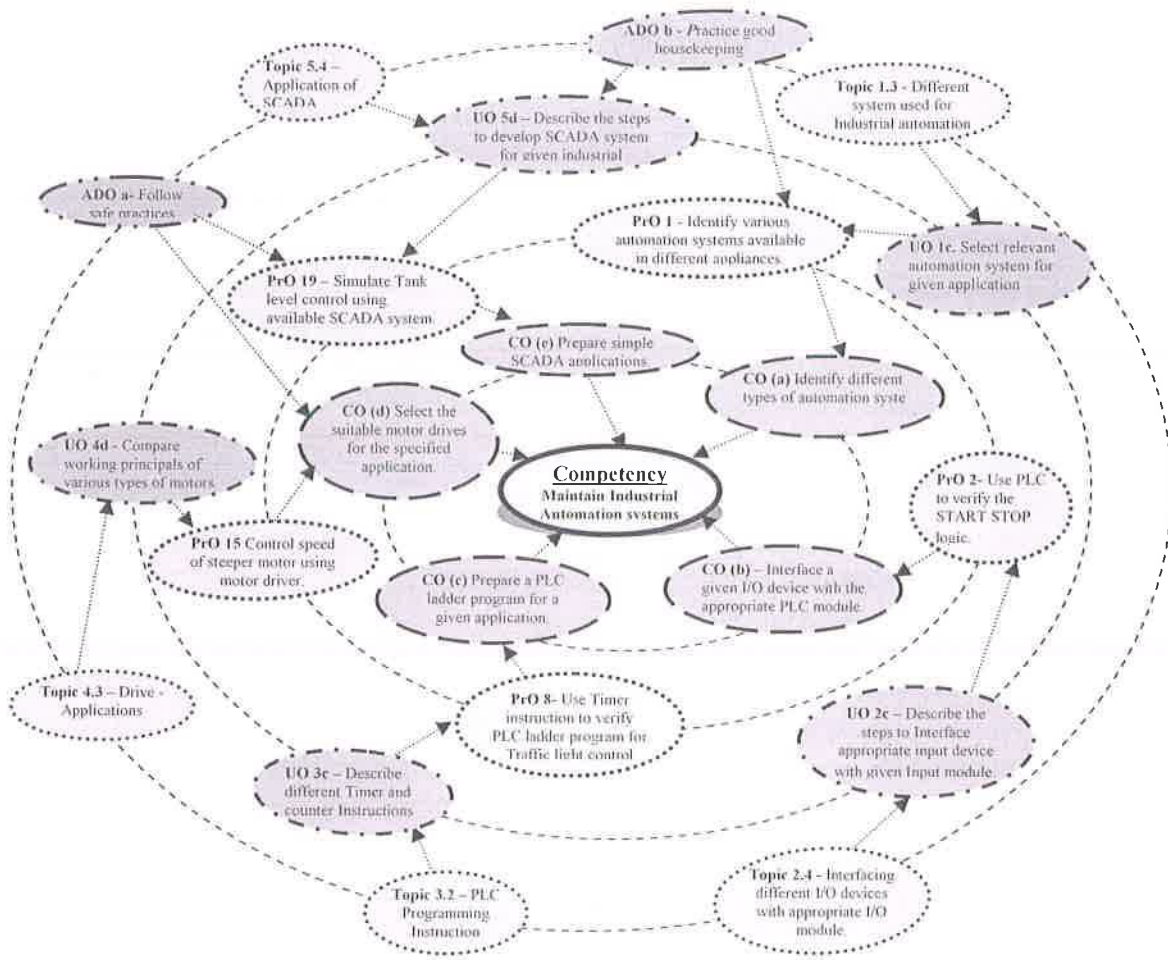 ADO b - Practice good
housekeeping
Topic 5.4 –
Application of
SCADA
Topic 1.3 - Different
system used for
Industrial automation
UO 5d – Describe the steps
to develop SCADA system
for given industrial
ADO a- Follow
safe practices
PrO 1 - Identify various
automation systems available
in different appliances
UO 1c. Select relevant
automation system for
given application
PrO 19 – Simulate Tank
level control using
available SCADA system.
CO (e) Prepare simple
SCADA applications
CO (a) Identify different
types of automation syste
CO (d) Select the
suitable motor drives
for the specified
application.
UO 4d - Compare
working principals of
various types of motors
Competency
Maintain Industrial
Automation systems
PrO 2- Use PLC
to verify the
START STOP
logic.
PrO 15 Control speed
of steeper motor using
motor driver.
CO (c) Prepare a PLC
ladder program for a
given application.
CO (b) – Interface a
given I/O device with the
appropriate PLC module.
Topic 4.3 – Drive -
Applications
PrO 8- Use Timer
instruction to verify
PLC ladder program for
Traffic light control
UO 2c – Describe the
steps to Interface
appropriate input device
with given Input module.
UO 3c – Describe
different Timer and
counter Instructions
Topic 3.2 – PLC
Programming
Instruction
Topic 2.4 - Interfacing
different I/O devices
with appropriate I/O
module.